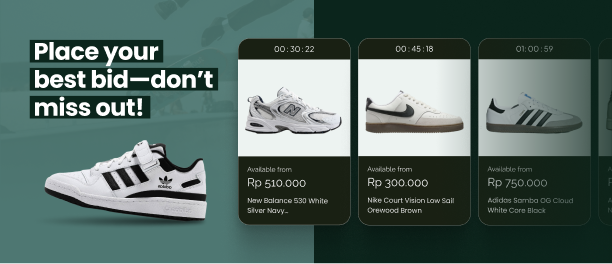 Place your
best bid—don't
miss out!
adidas
00:30:22
Available from
Rp 510.000
New Balance 530 White
Silver Navy...
00:45:18
Available from
Rp 300.000
Nike Court Vision Low Sail
Orewood Brown
01:00:59
Available from
Rp 750.000
Adidas Samba OG Cloud
White Core Black